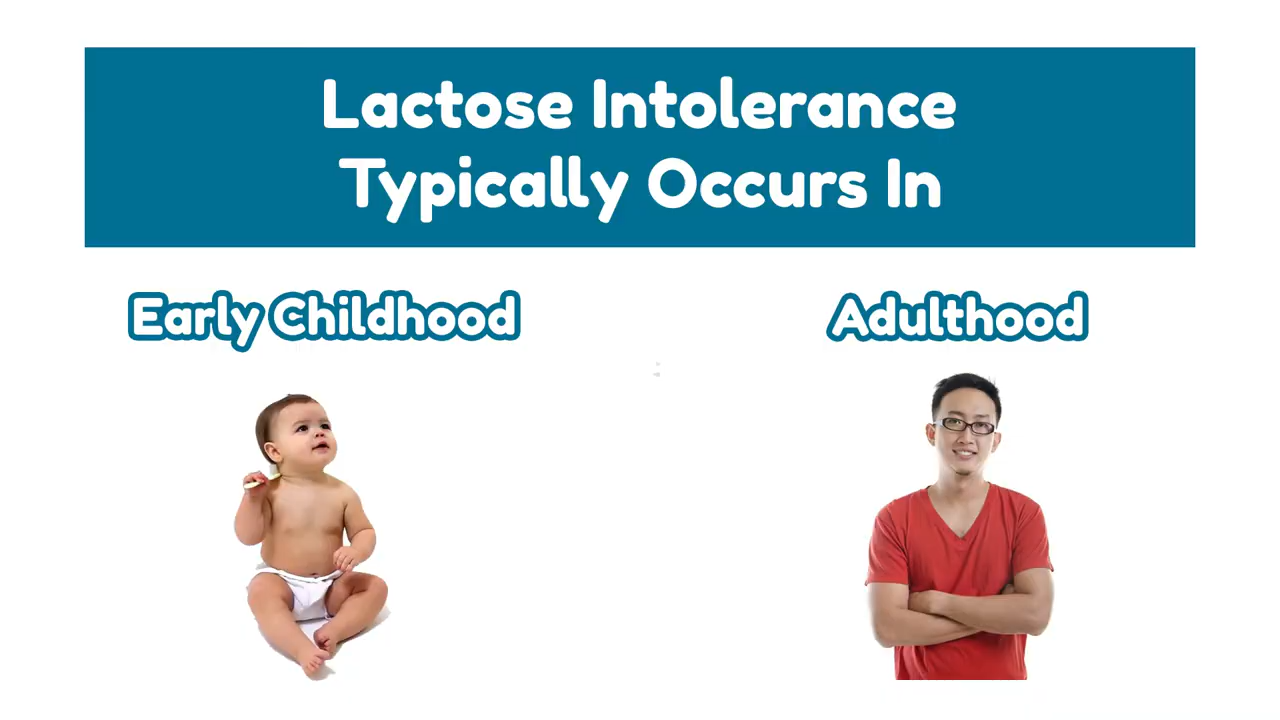 Lactose Intolerance
Typically Occurs In
Early Childhood
Adulthood